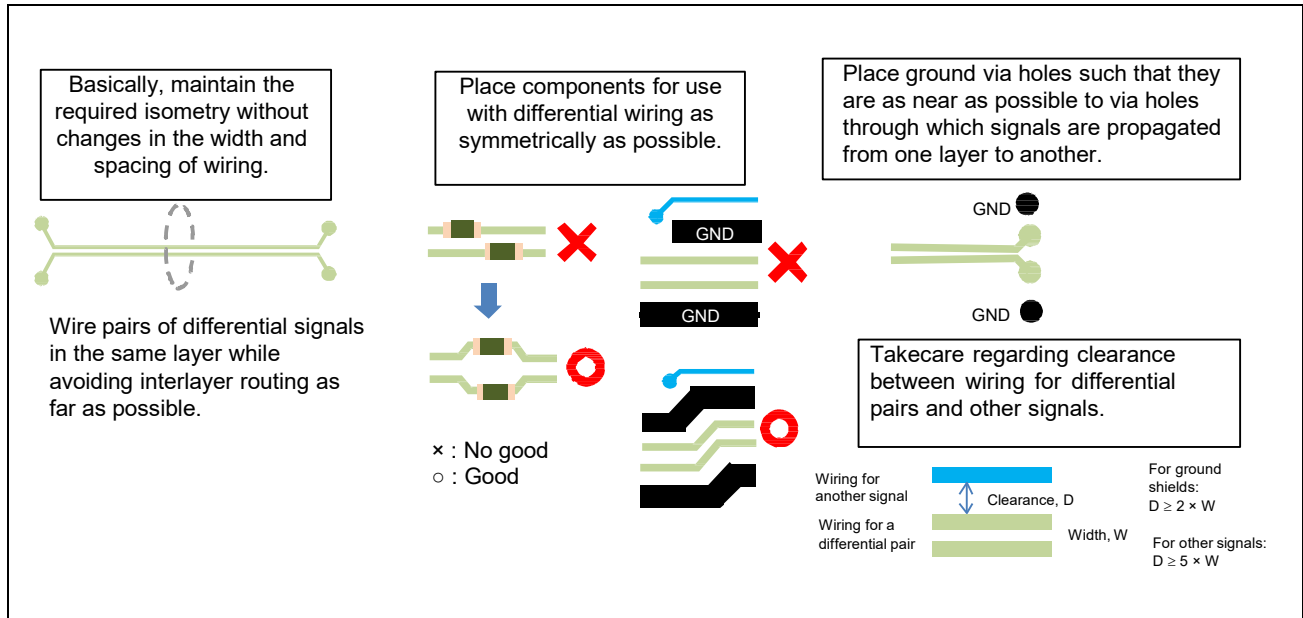 Basically, maintain the
required isometry without
changes in the width and
spacing of wiring.
Wire pairs of differential signals
in the same layer while
avoiding interlayer routing as
far as possible.
Place components for use
with differential wiring as
symmetrically as possible.
GND
GND
× : No good
○ : Good
Place ground via holes such that they
are as near as possible to via holes
through which signals are propagated
from one layer to another.
GND
GND
Takecare regarding clearance
between wiring for differential
pairs and other signals.
Wiring for
another signal
Clearance, D
Wiring for a
differential pair
Width, W
For ground
shields:
D ≥ 2 × W
For other signals:
D ≥ 5 × W